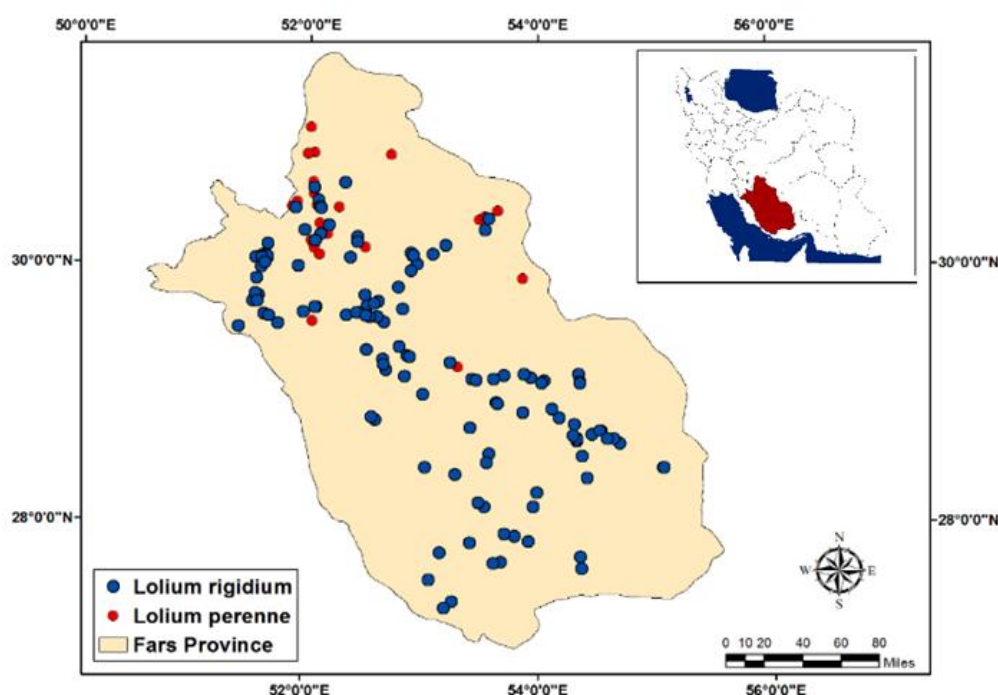 50°0'0"E 52°0'0"E 54°0'0"E 56°0'0"E
30°0'0"N 30°0'0"N
28°0'0"N 28°0'0"N
N
W E
S
Lolium rigidium
Lolium perenne
Fars Province
0 10 20 40 60 80
Miles
52°0'0"E 54°0'0"E 56°0'0"E